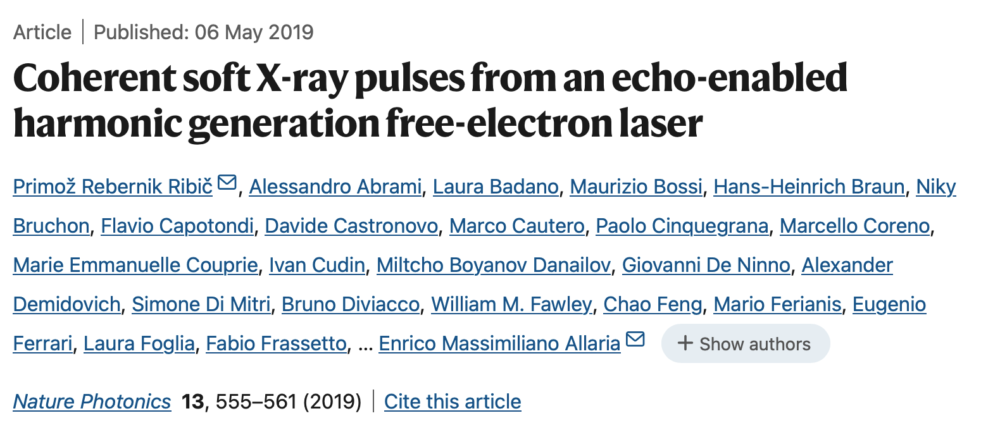 Article | Published: 06 May 2019
Coherent soft X-ray pulses from an echo-enabled
harmonic generation free-electron laser
Primož Rebernik Ribič, Alessandro Abrami, Laura Badano, Maurizio Bossi, Hans-Heinrich Braun, Niky
Bruchon, Flavio Capotondi, Davide Castronovo, Marco Cautero, Paolo Cinquegrana, Marcello Coreno,
Marie Emmanuelle Couprie, Ivan Cudin, Miltcho Boyanov Danailov, Giovanni De Ninno, Alexander
Demidovich, Simone Di Mitri, Bruno Diviacco, William M. Fawley, Chao Feng, Mario Ferianis, Eugenio
Ferrari, Laura Foglia, Fabio Frassetto, ... Enrico Massimiliano Allaria + Show authors
Nature Photonics 13, 555–561 (2019) | Cite this article